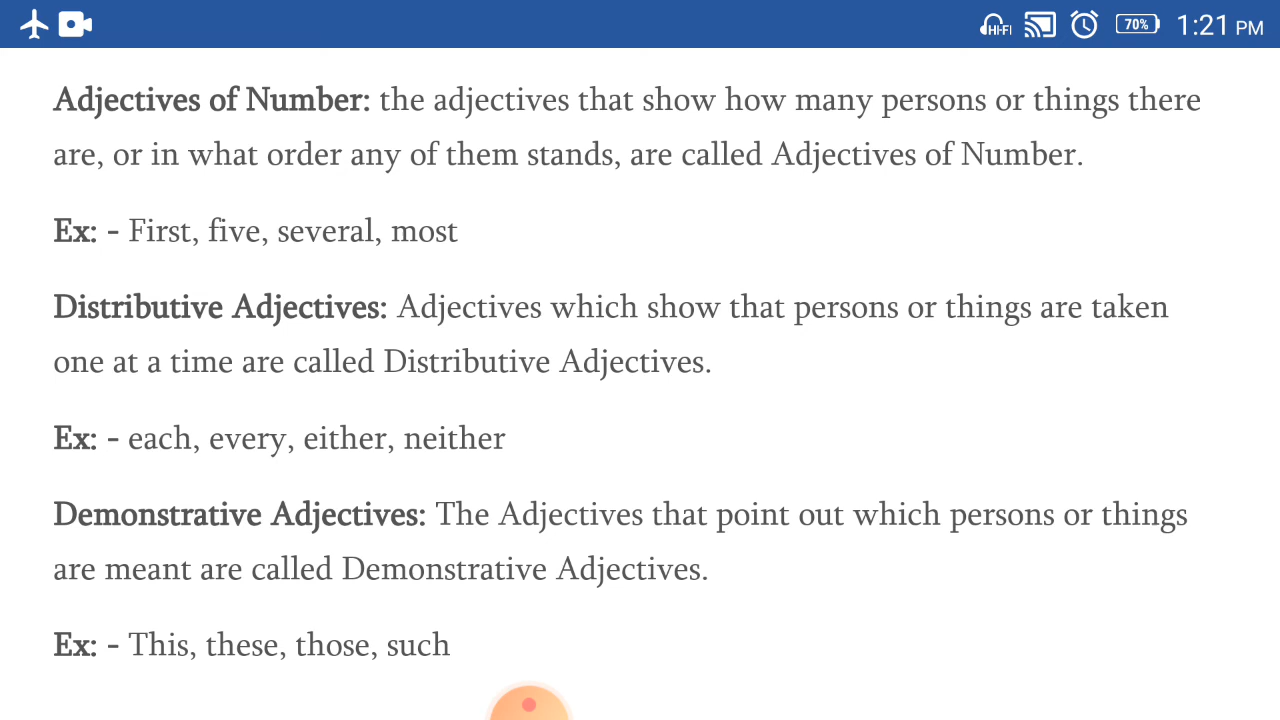 HI-FI 70% 1:21 PM
Adjectives of Number: the adjectives that show how many persons or things there
are, or in what order any of them stands, are called Adjectives of Number.
Ex: - First, five, several, most
Distributive Adjectives: Adjectives which show that persons or things are taken
one at a time are called Distributive Adjectives.
Ex: - each, every, either, neither
Demonstrative Adjectives: The Adjectives that point out which persons or things
are meant are called Demonstrative Adjectives.
Ex: - This, these, those, such